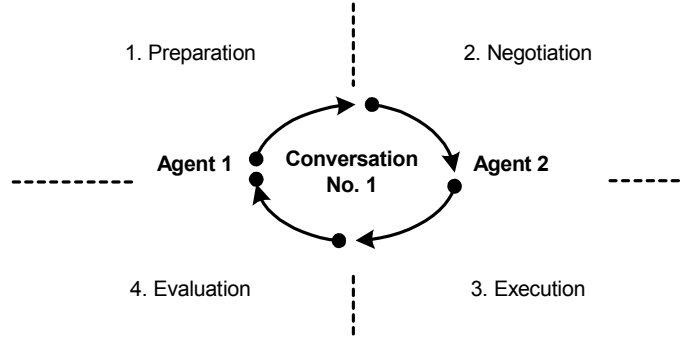 1. Preparation
2. Negotiation
Agent 1
Conversation
No. 1
Agent 2
4. Evaluation
3. Execution